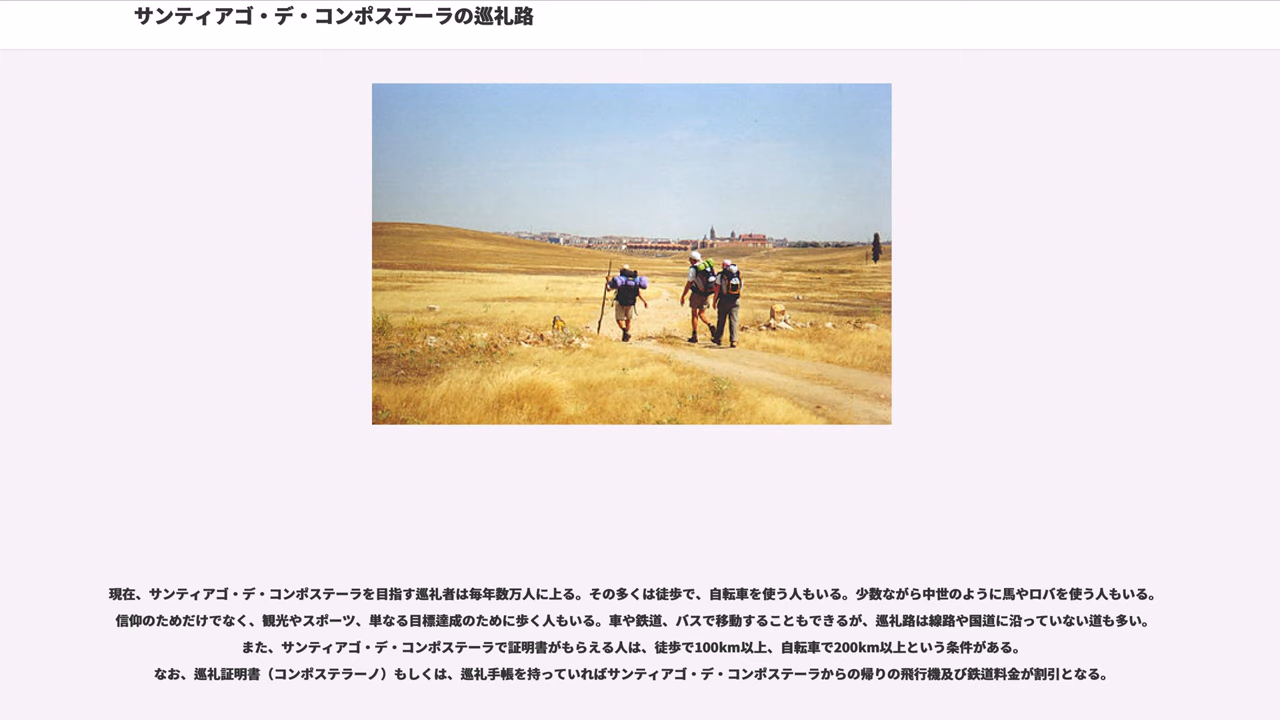 サンティアゴ・デ・コンポステーラの巡礼路
現在、サンティアゴ・デ・コンポステーラを目指す巡礼者は毎年数万人に上る。その多くは徒歩で、自転車を使う人もいる。少数ながら中世のように馬やロバを使う人もいる。
信仰のためだけでなく、観光やスポーツ、単なる目標達成のために歩く人もいる。車や鉄道、バスで移動することもできるが、巡礼路は線路や国道に沿っていない道も多い。
また、サンティアゴ・デ・コンポステーラで証明書がもらえる人は、徒歩で100km以上、自転車で200km以上という条件がある。
なお、巡礼証明書（コンポステラーノ）もしくは、巡礼手帳を持っていればサンティアゴ・デ・コンポステーラからの帰りの飛行機及び鉄道料金が割引となる。